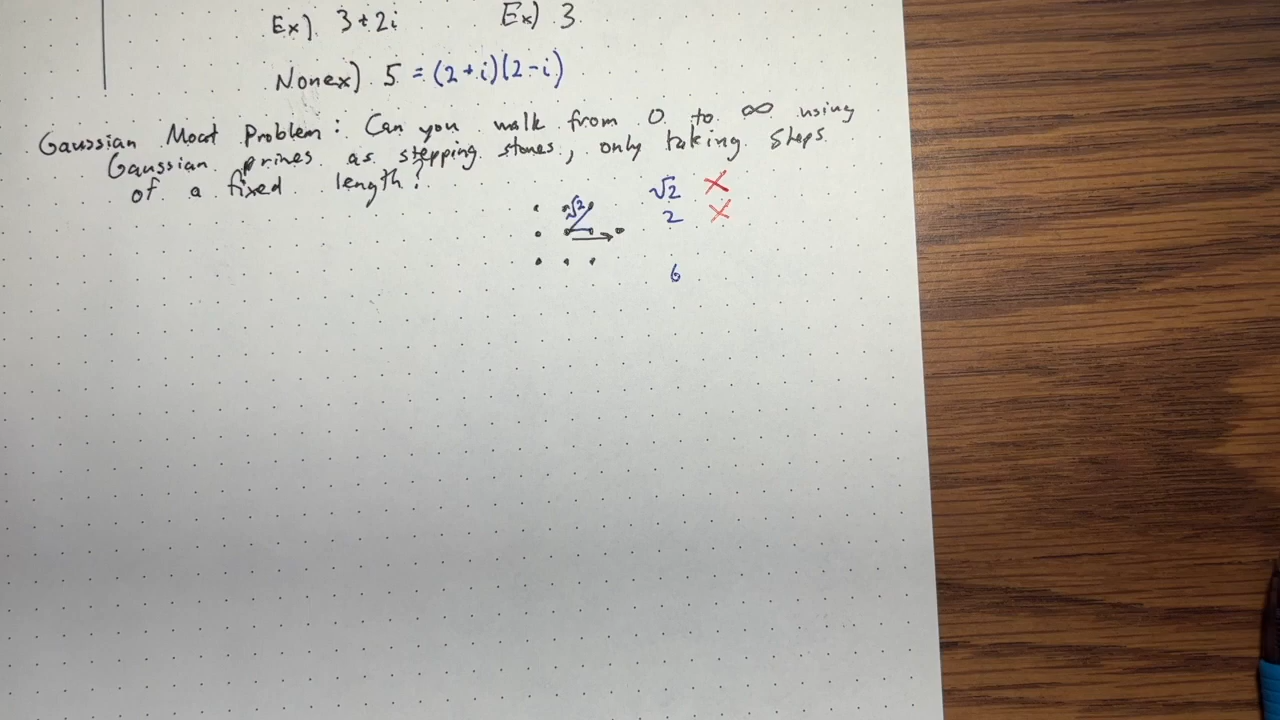 Ex) 3+2i Ex) 3
Nonex) 5 = (2+i)(2-i)
Gaussian Moat Problem: Can you walk from 0 to ∞ using
Gaussian primes as stepping stones, only taking steps
of a fixed length?
√2 ✗
√2
2 ✗
6